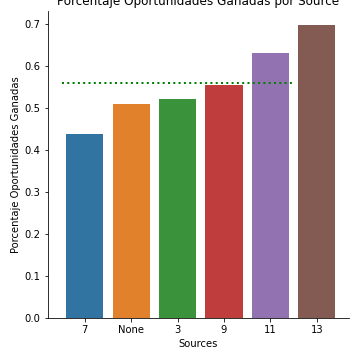 Porcentaje Oportunidades Ganadas por Source
Porcentaje Oportunidades Ganadas
0.7
0.6
0.5
0.4
0.3
0.2
0.1
0.0
7 None 3 9 11 13
Sources